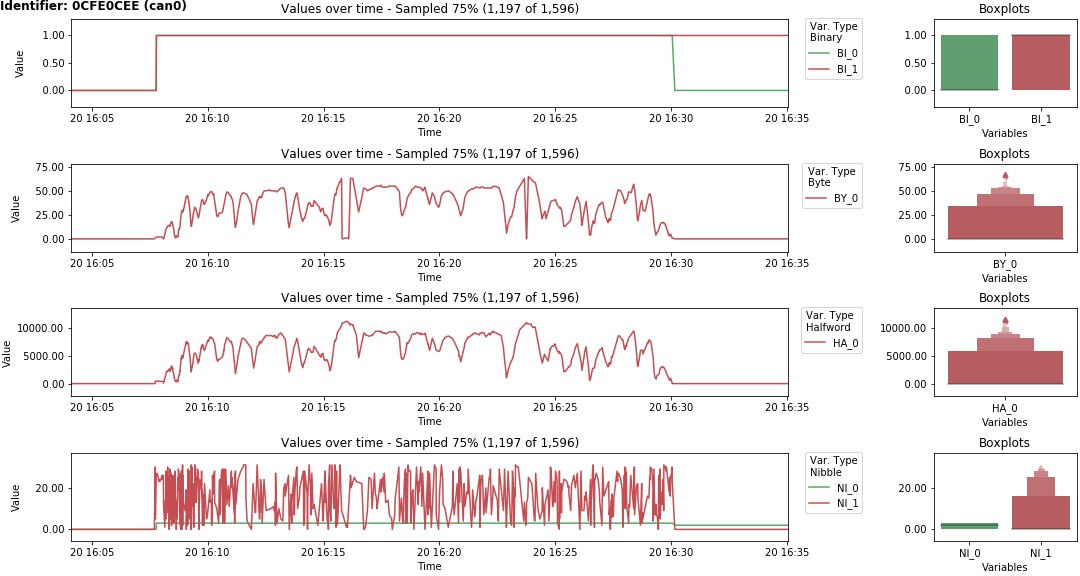 Identifier: 0CFE0CEE (can0)
Values over time - Sampled 75% (1,197 of 1,596)
Boxplots
Value
1.00
0.50
0.00
20 16:05
20 16:10
20 16:15
20 16:20
20 16:25
20 16:30
20 16:35
Time
Var. Type
Binary
BI_0
BI_1
1.00
0.50
0.00
BI_0
BI_1
Variables
Values over time - Sampled 75% (1,197 of 1,596)
Boxplots
Value
75.00
50.00
25.00
0.00
20 16:05
20 16:10
20 16:15
20 16:20
20 16:25
20 16:30
20 16:35
Time
Var. Type
Byte
BY_0
75.00
50.00
25.00
0.00
BY_0
Variables
Values over time - Sampled 75% (1,197 of 1,596)
Boxplots
Value
10000.00
5000.00
0.00
20 16:05
20 16:10
20 16:15
20 16:20
20 16:25
20 16:30
20 16:35
Time
Var. Type
Halfword
HA_0
10000.00
5000.00
0.00
HA_0
Variables
Values over time - Sampled 75% (1,197 of 1,596)
Boxplots
Value
20.00
0.00
20 16:05
20 16:10
20 16:15
20 16:20
20 16:25
20 16:30
20 16:35
Time
Var. Type
Nibble
NI_0
NI_1
20.00
0.00
NI_0
NI_1
Variables